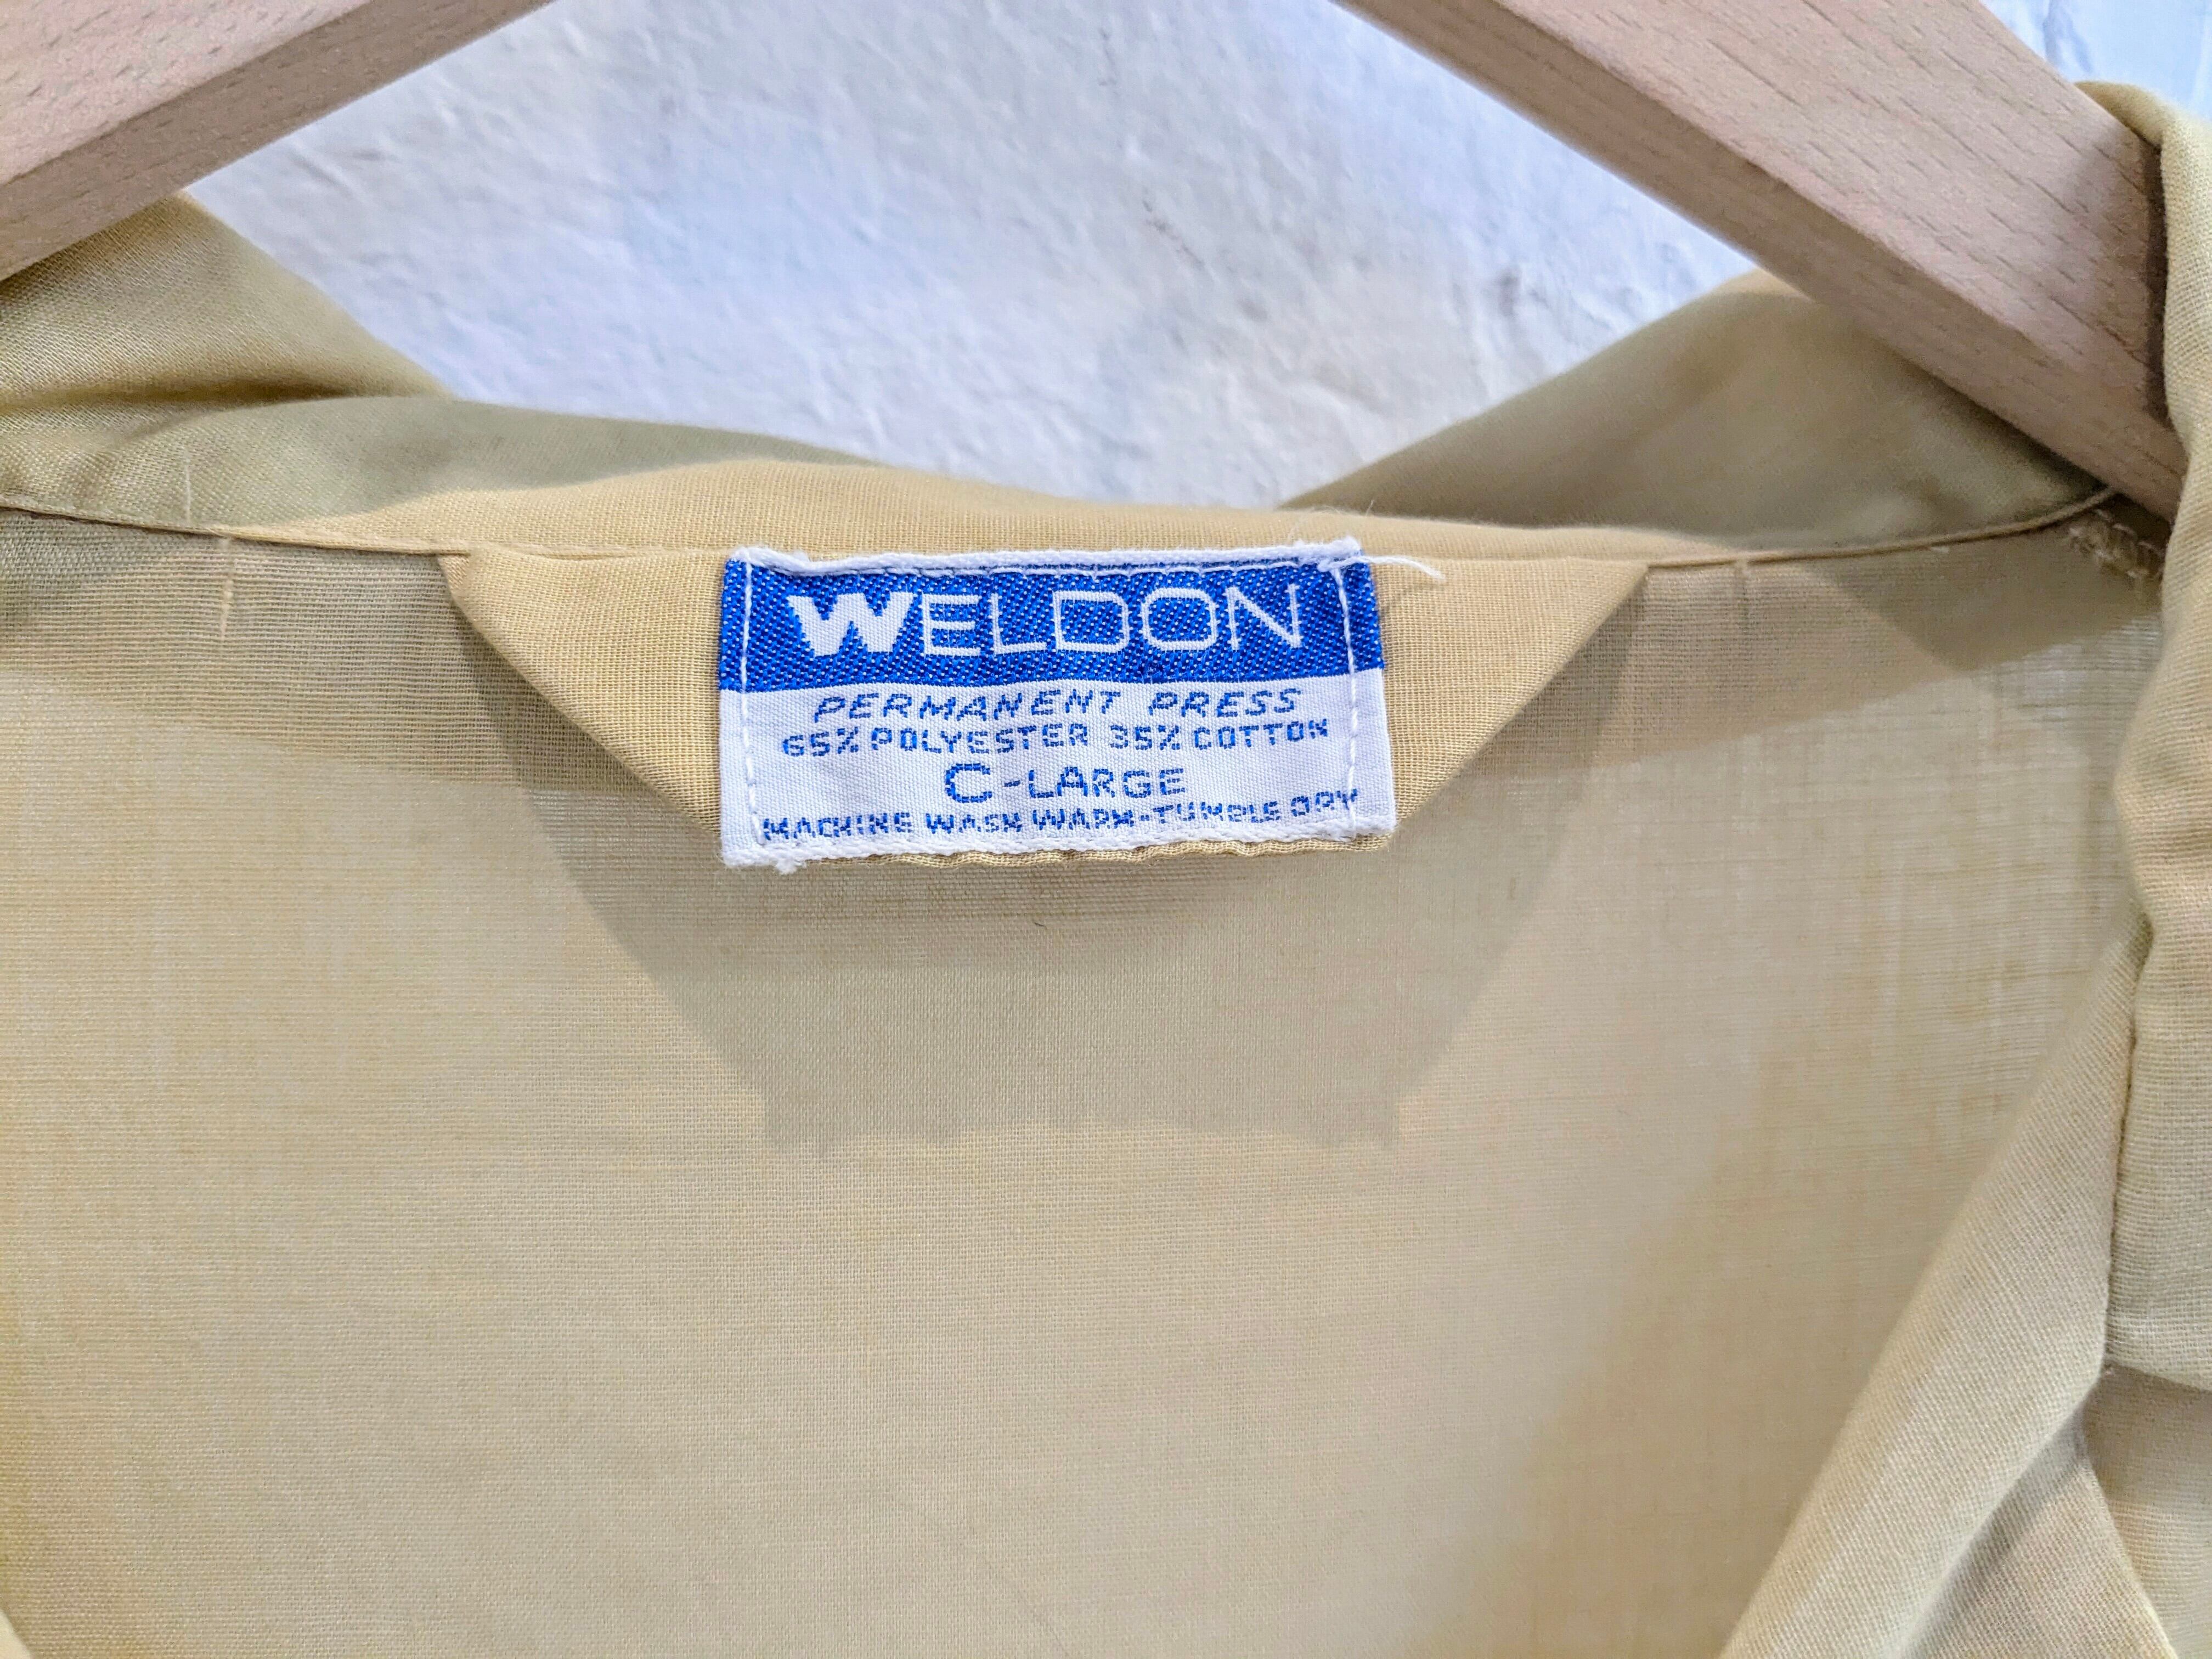 WELDON
PERMANENT PRESS
65% POLYESTER 35% COTTON
C-LARGE
MACHINE WASH WARM-TUMBLE DRY